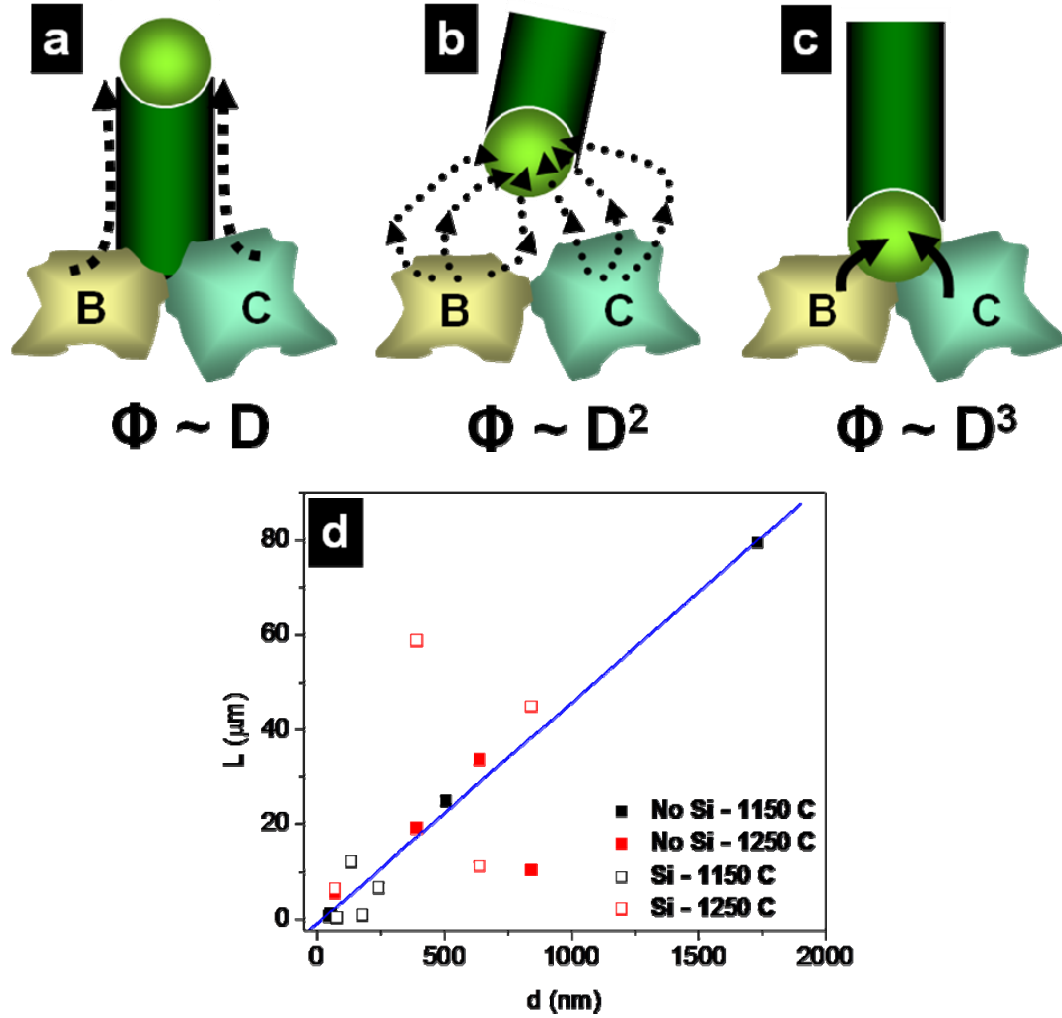 a
b
c
B
C
B
C
B
C
Φ ~ D
Φ ~ D²
Φ ~ D³
d
80
60
40
20
0
L (μm)
No Si - 1150 C
No Si - 1250 C
Si - 1150 C
Si - 1250 C
0 500 1000 1500 2000
d (nm)